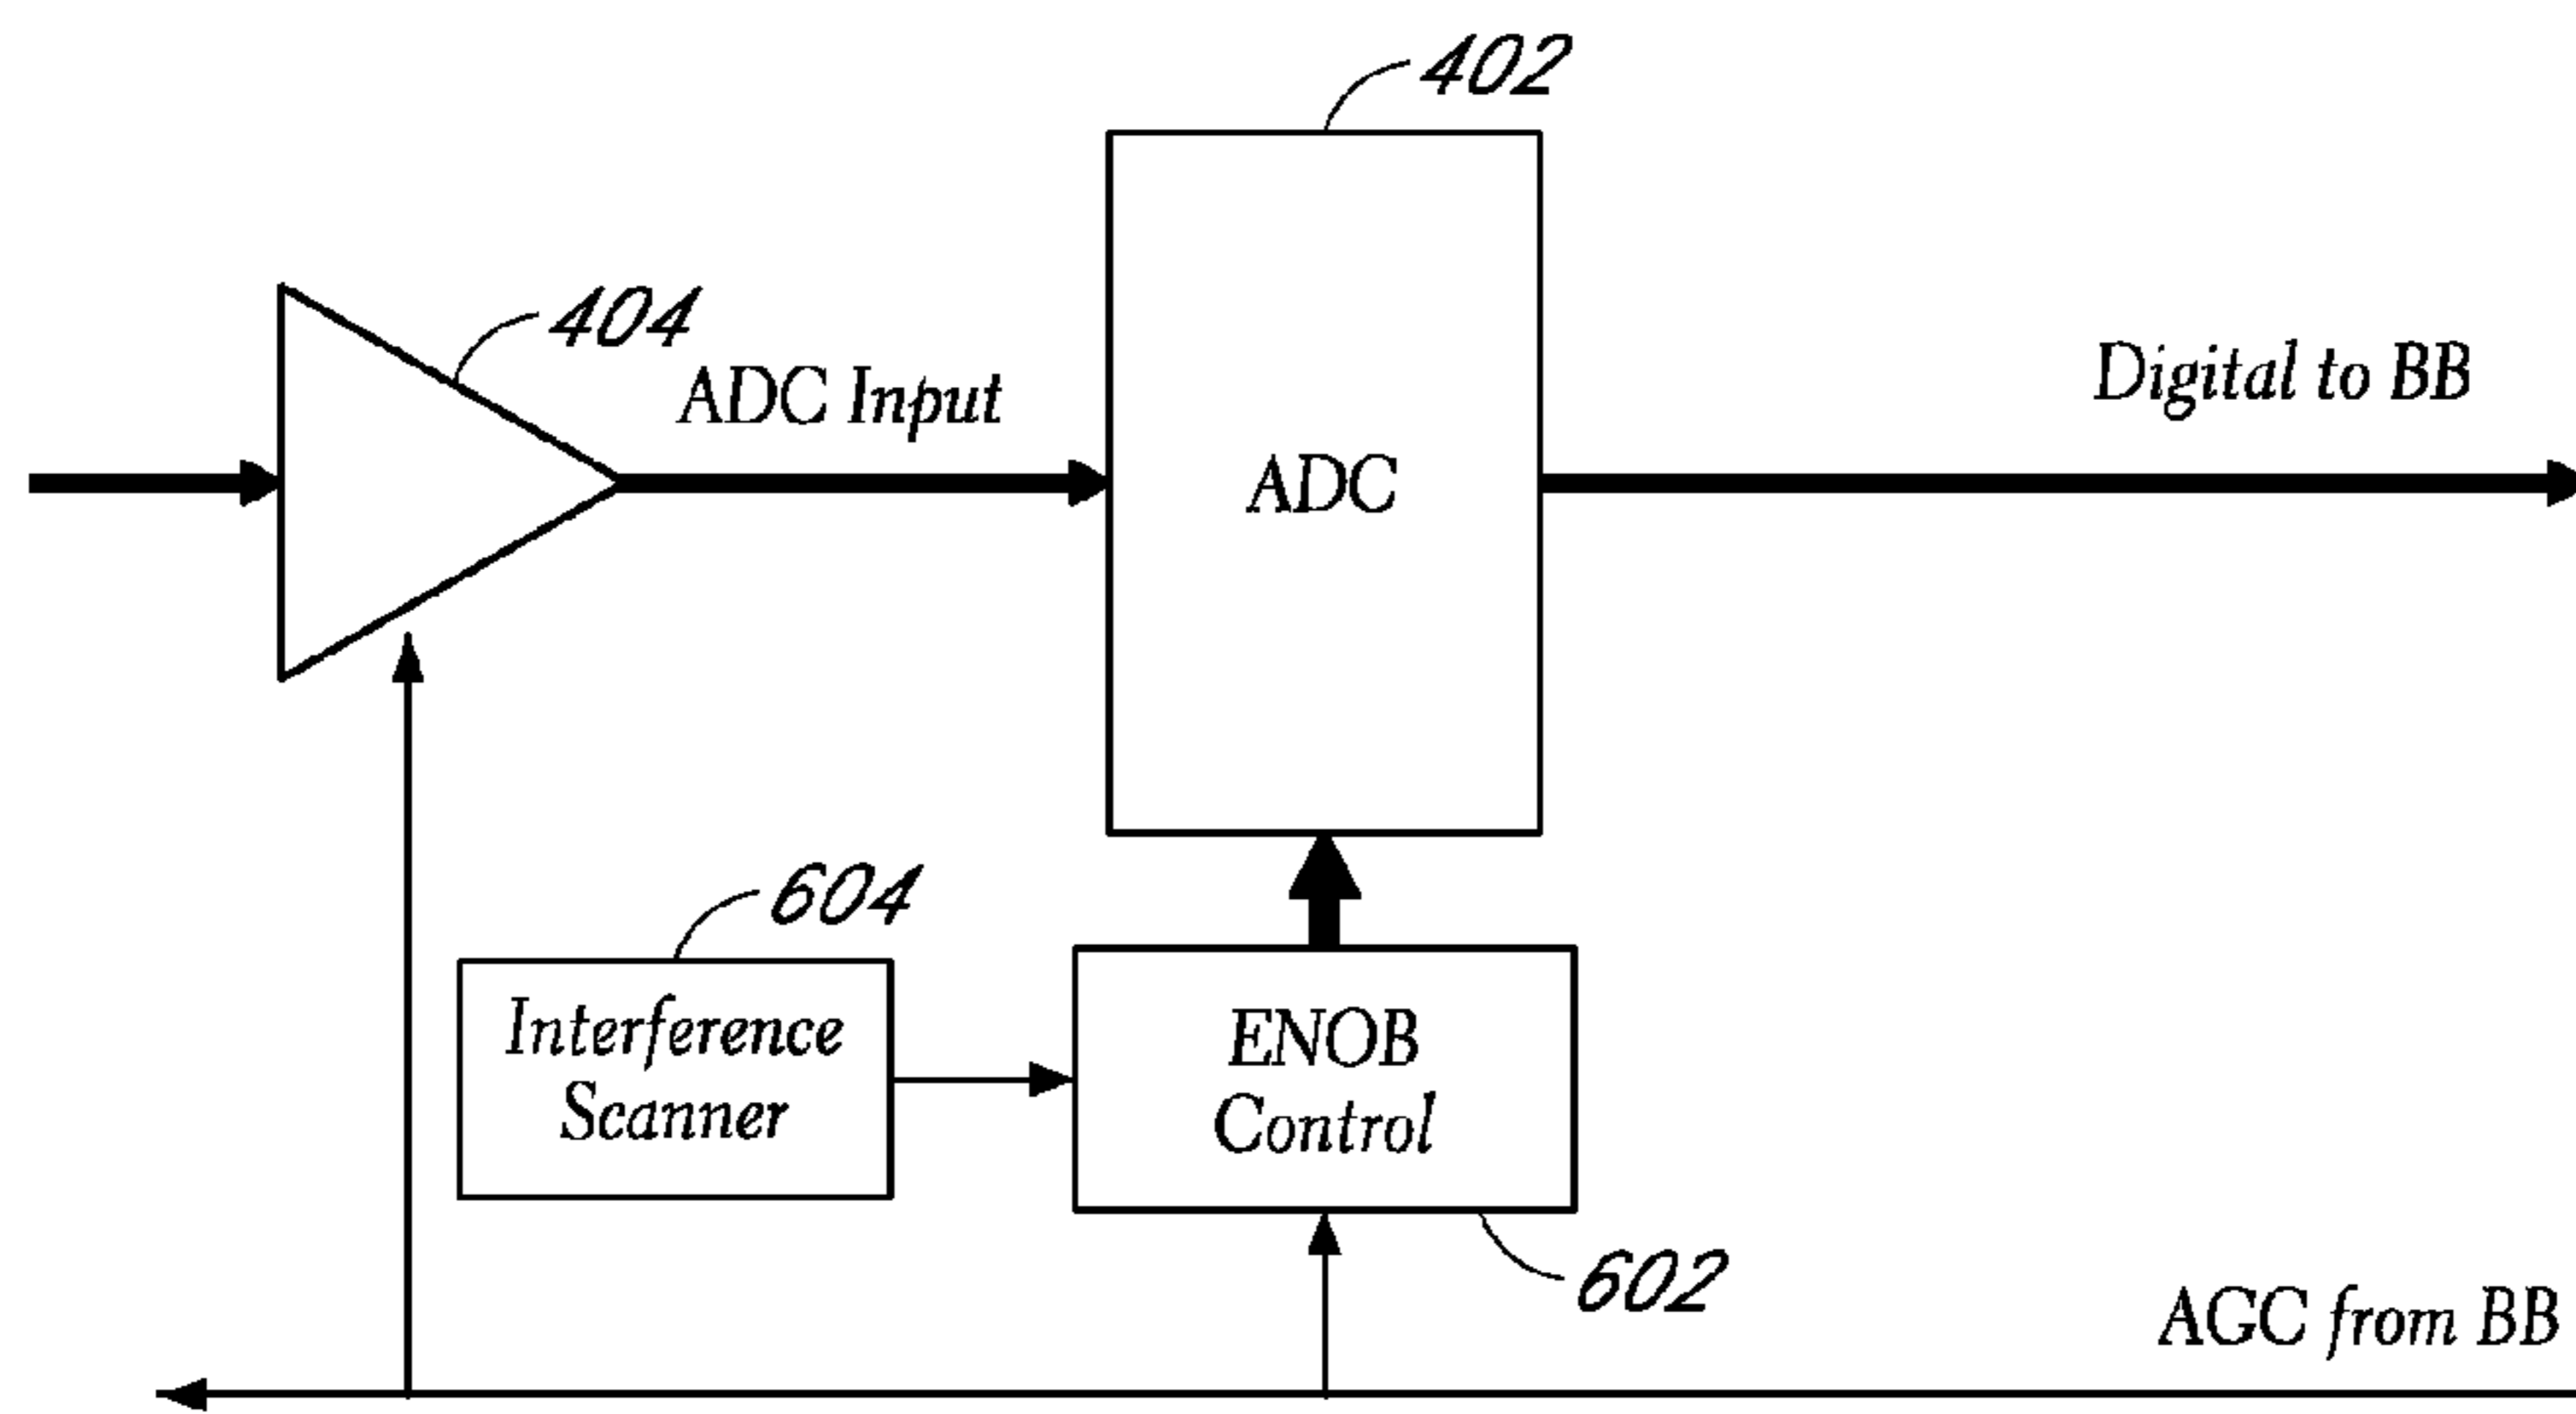 402
404
ADC Input
Digital to BB
ADC
604
Interference
Scanner
ENOB
Control
602
AGC from BB